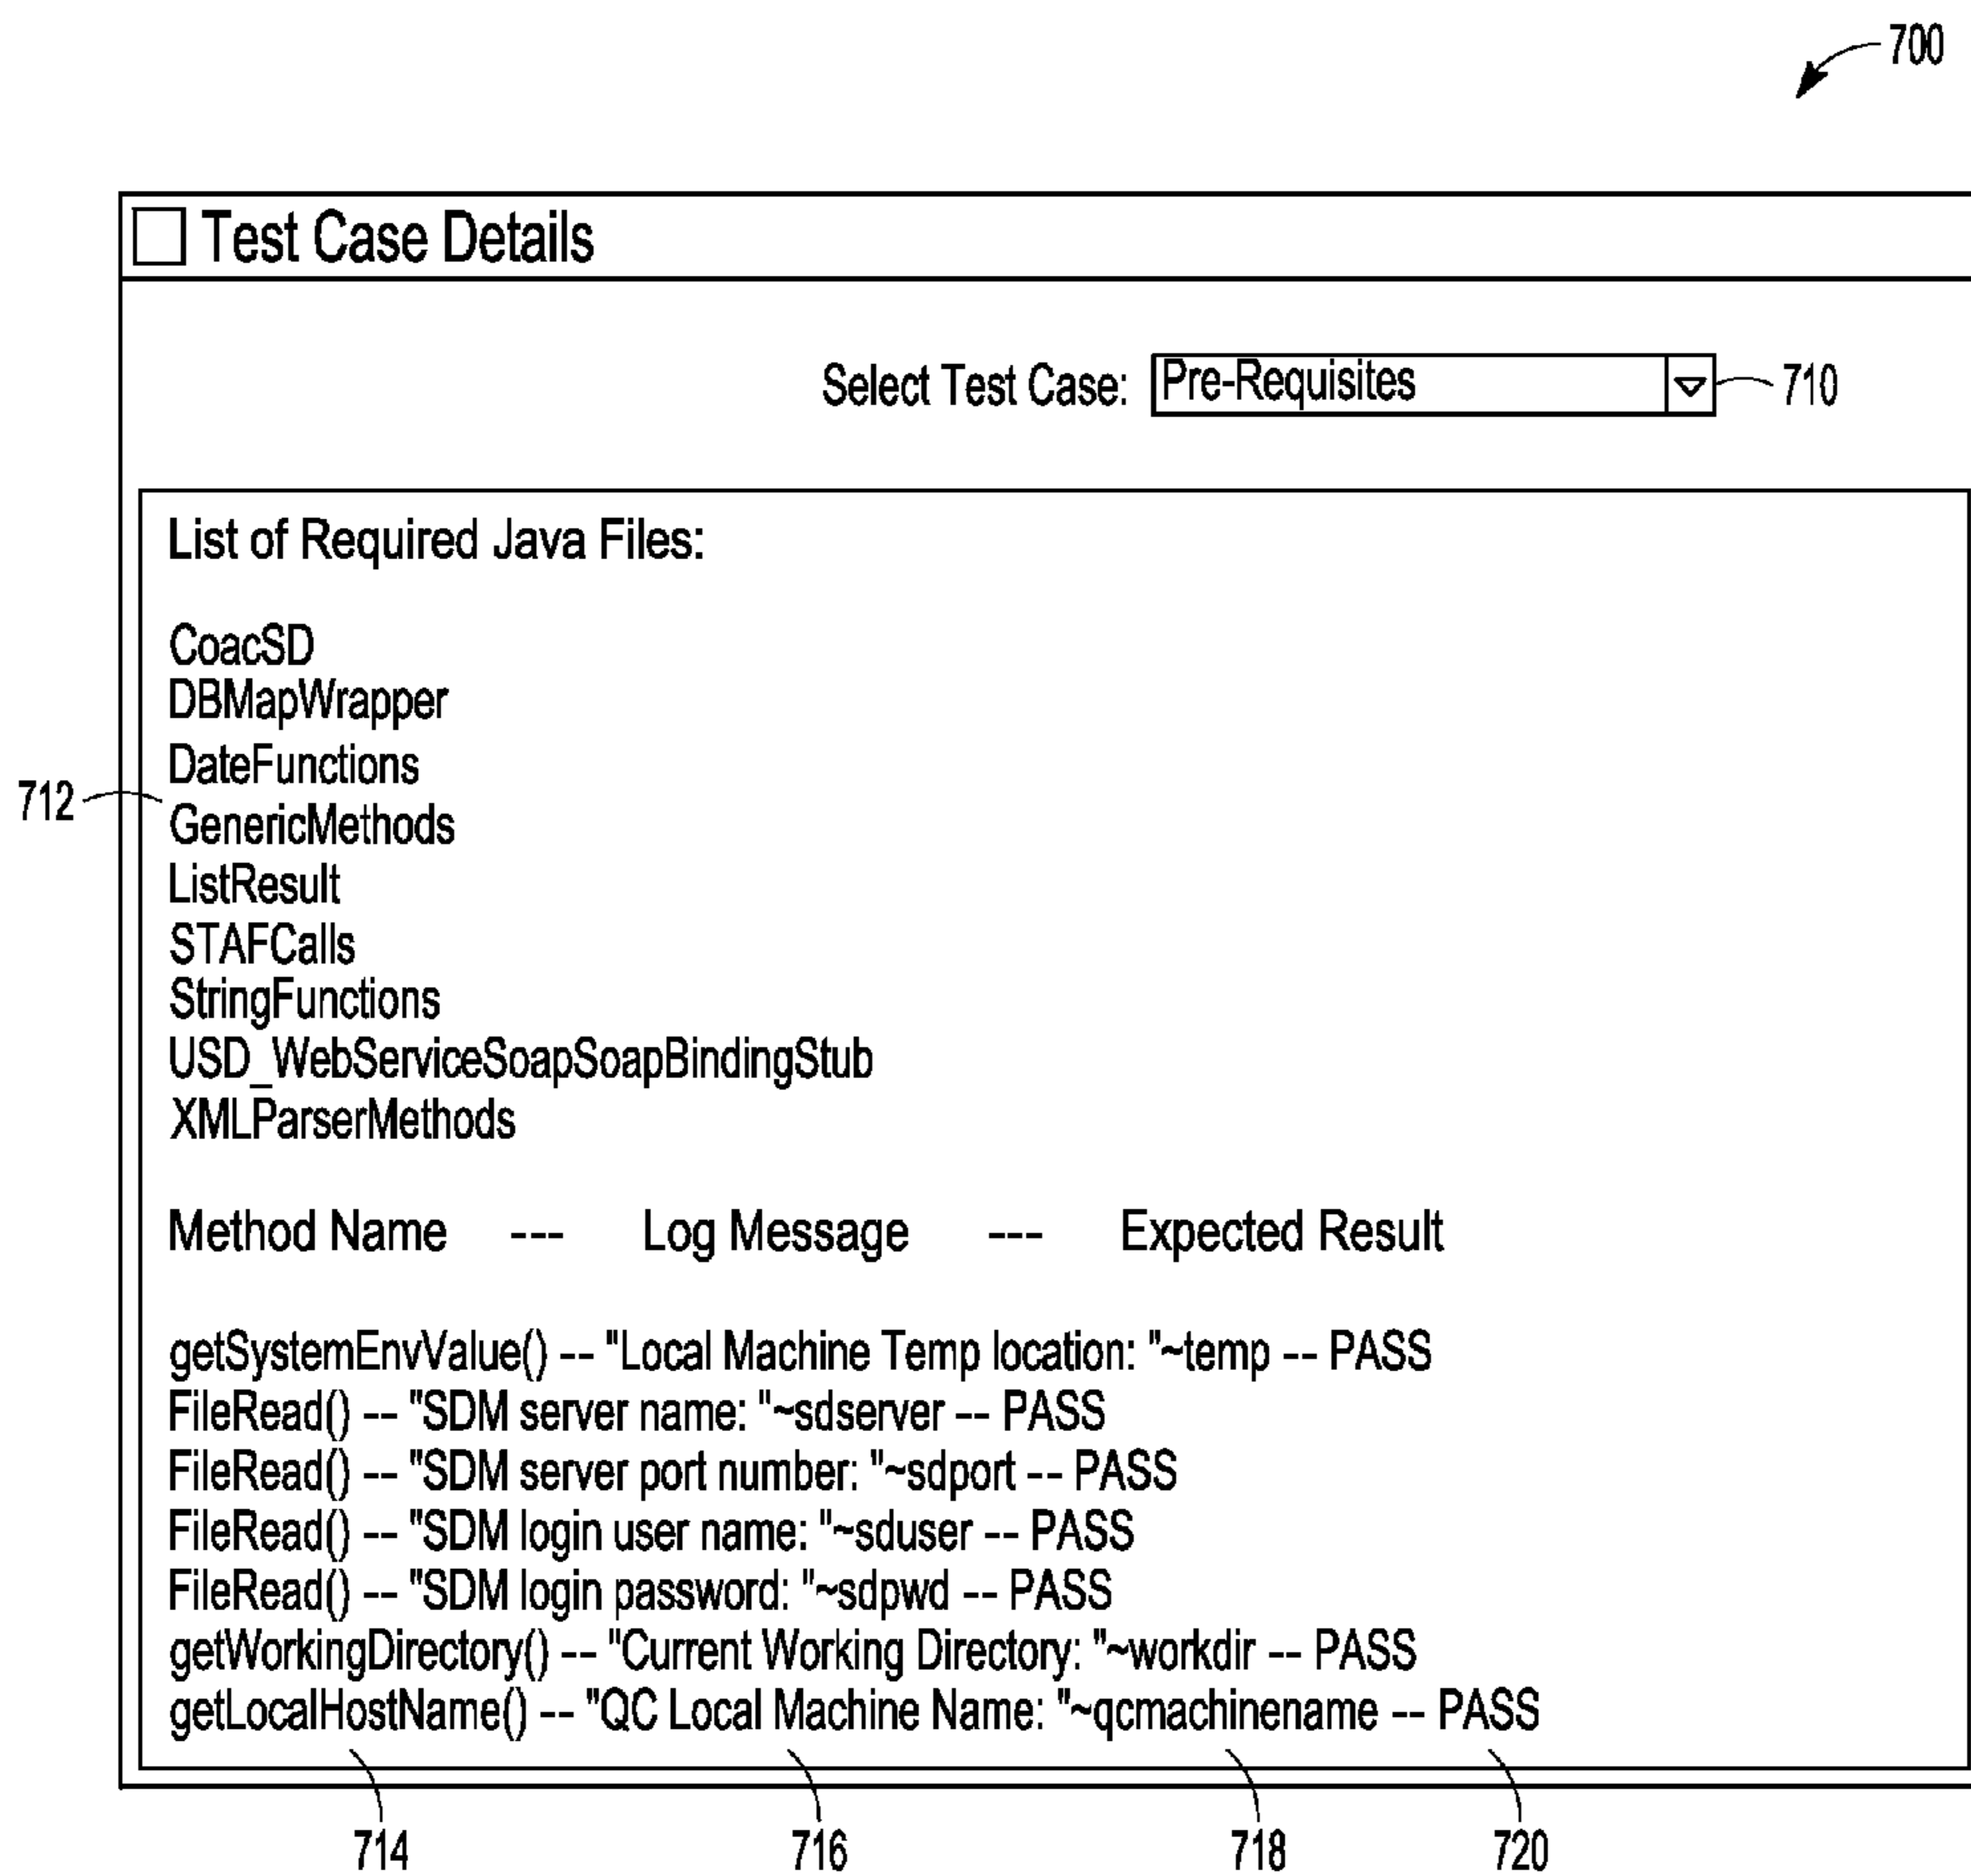 700
Test Case Details
Select Test Case: Pre-Requisites 710
List of Required Java Files:
CoacSD
DBMapWrapper
DateFunctions
712
GenericMethods
ListResult
STAFCalls
StringFunctions
USD_WebServiceSoapSoapBindingStub
XMLParserMethods
Method Name --- Log Message --- Expected Result
getSystemEnvValue() -- "Local Machine Temp location: "~temp -- PASS
FileRead() -- "SDM server name: "~sdserver -- PASS
FileRead() -- "SDM server port number: "~sdport -- PASS
FileRead() -- "SDM login user name: "~sduser -- PASS
FileRead() -- "SDM login password: "~sdpwd -- PASS
getWorkingDirectory() -- "Current Working Directory: "~workdir -- PASS
getLocalHostName() -- "QC Local Machine Name: "~qcmachinename -- PASS
714 716 718 720